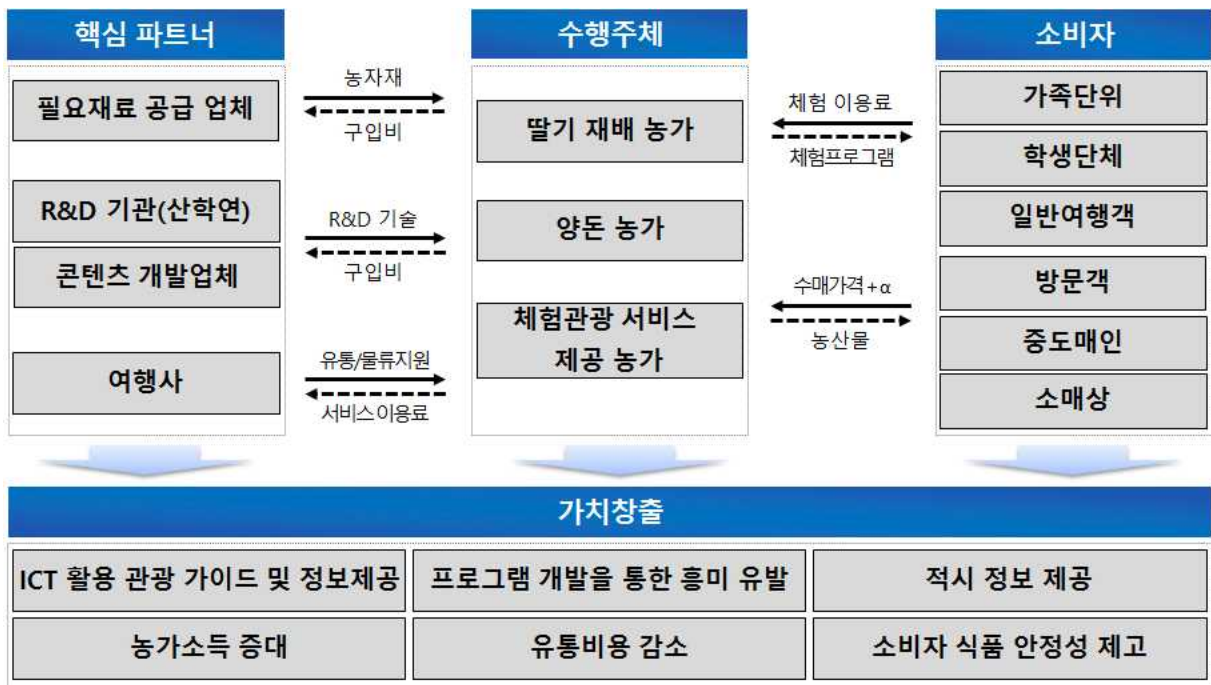 핵심 파트너
수행주체
소비자
필요재료 공급 업체
R&D 기관(산학연)
콘텐츠 개발업체
여행사
농자재
구입비
R&D 기술
구입비
유통/물류지원
서비스이용료
딸기 재배 농가
양돈 농가
체험관광 서비스
제공 농가
체험 이용료
체험프로그램
수매가격+α
농산물
가족단위
학생단체
일반여행객
방문객
중도매인
소매상
가치창출
ICT 활용 관광 가이드 및 정보제공
프로그램 개발을 통한 흥미 유발
적시 정보 제공
농가소득 증대
유통비용 감소
소비자 식품 안정성 제고